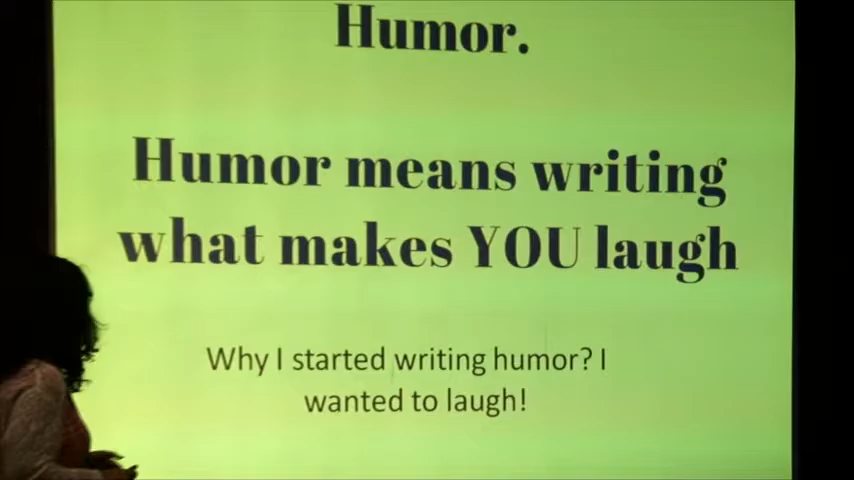 Humor.
Humor means writing
what makes YOU laugh
Why I started writing humor? I
wanted to laugh!